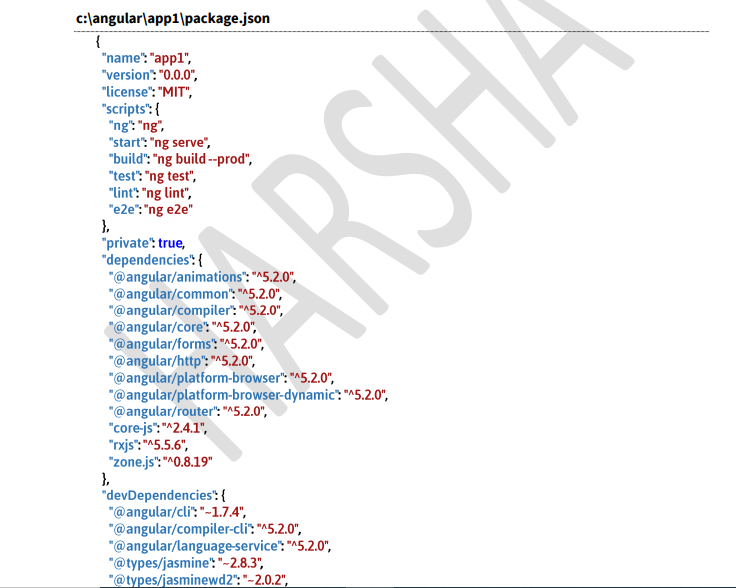 c:\angular\app1\package.json
{
"name": "app1",
"version": "0.0.0",
"license": "MIT",
"scripts": {
"ng": "ng",
"start": "ng serve",
"build": "ng build --prod",
"test": "ng test",
"lint": "ng lint",
"e2e": "ng e2e"
},
"private": true,
"dependencies": {
"@angular/animations": "^5.2.0",
"@angular/common": "^5.2.0",
"@angular/compiler": "^5.2.0",
"@angular/core": "^5.2.0",
"@angular/forms": "^5.2.0",
"@angular/http": "^5.2.0",
"@angular/platform-browser": "^5.2.0",
"@angular/platform-browser-dynamic": "^5.2.0",
"@angular/router": "^5.2.0",
"core-js": "^2.4.1",
"rxjs": "^5.5.6",
"zone.js": "^0.8.19"
},
"devDependencies": {
"@angular/cli": "~1.7.4",
"@angular/compiler-cli": "^5.2.0",
"@angular/language-service": "^5.2.0",
"@types/jasmine": "~2.8.3",
"@types/jasminewd2": "~2.0.2",
HARSHA